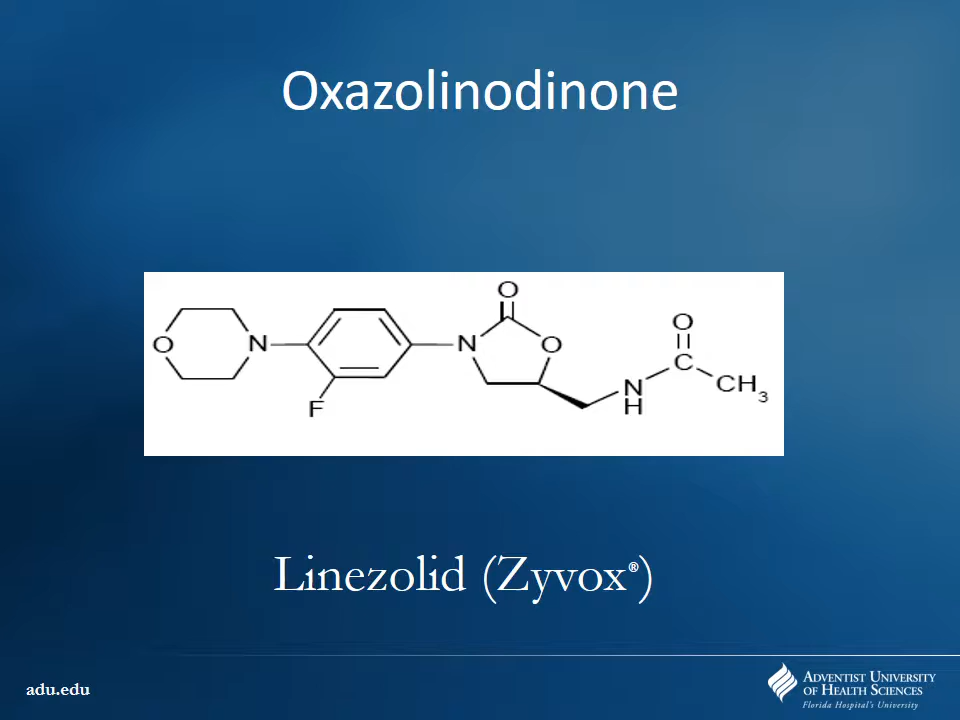 Oxazolinodinone
O
O
O
N
N
O
C
CH3
N
H
F
Linezolid (Zyvox®)
adu.edu
ADVENTIST UNIVERSITY
OF HEALTH SCIENCES
Florida Hospital's University